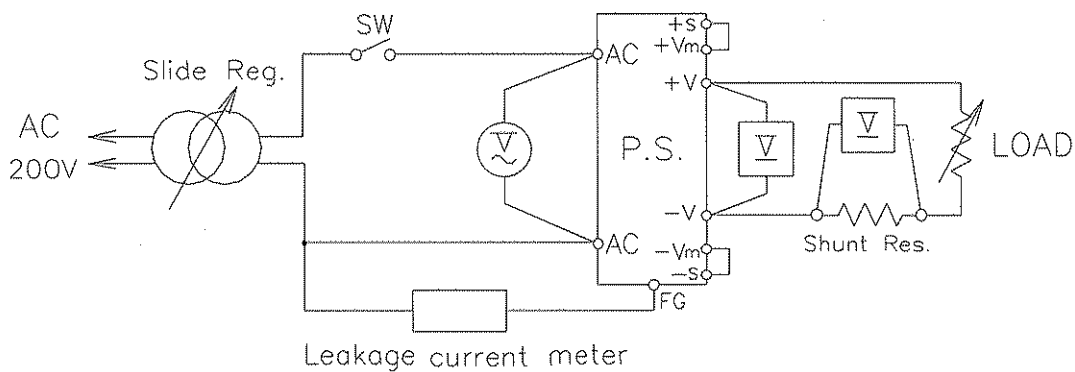 SW
Slide Reg.
AC
200V
V
AC
AC
P.S.
+S
+Vm
+V
-V
-Vm
-S
FG
V
V
LOAD
Shunt Res.
Leakage current meter